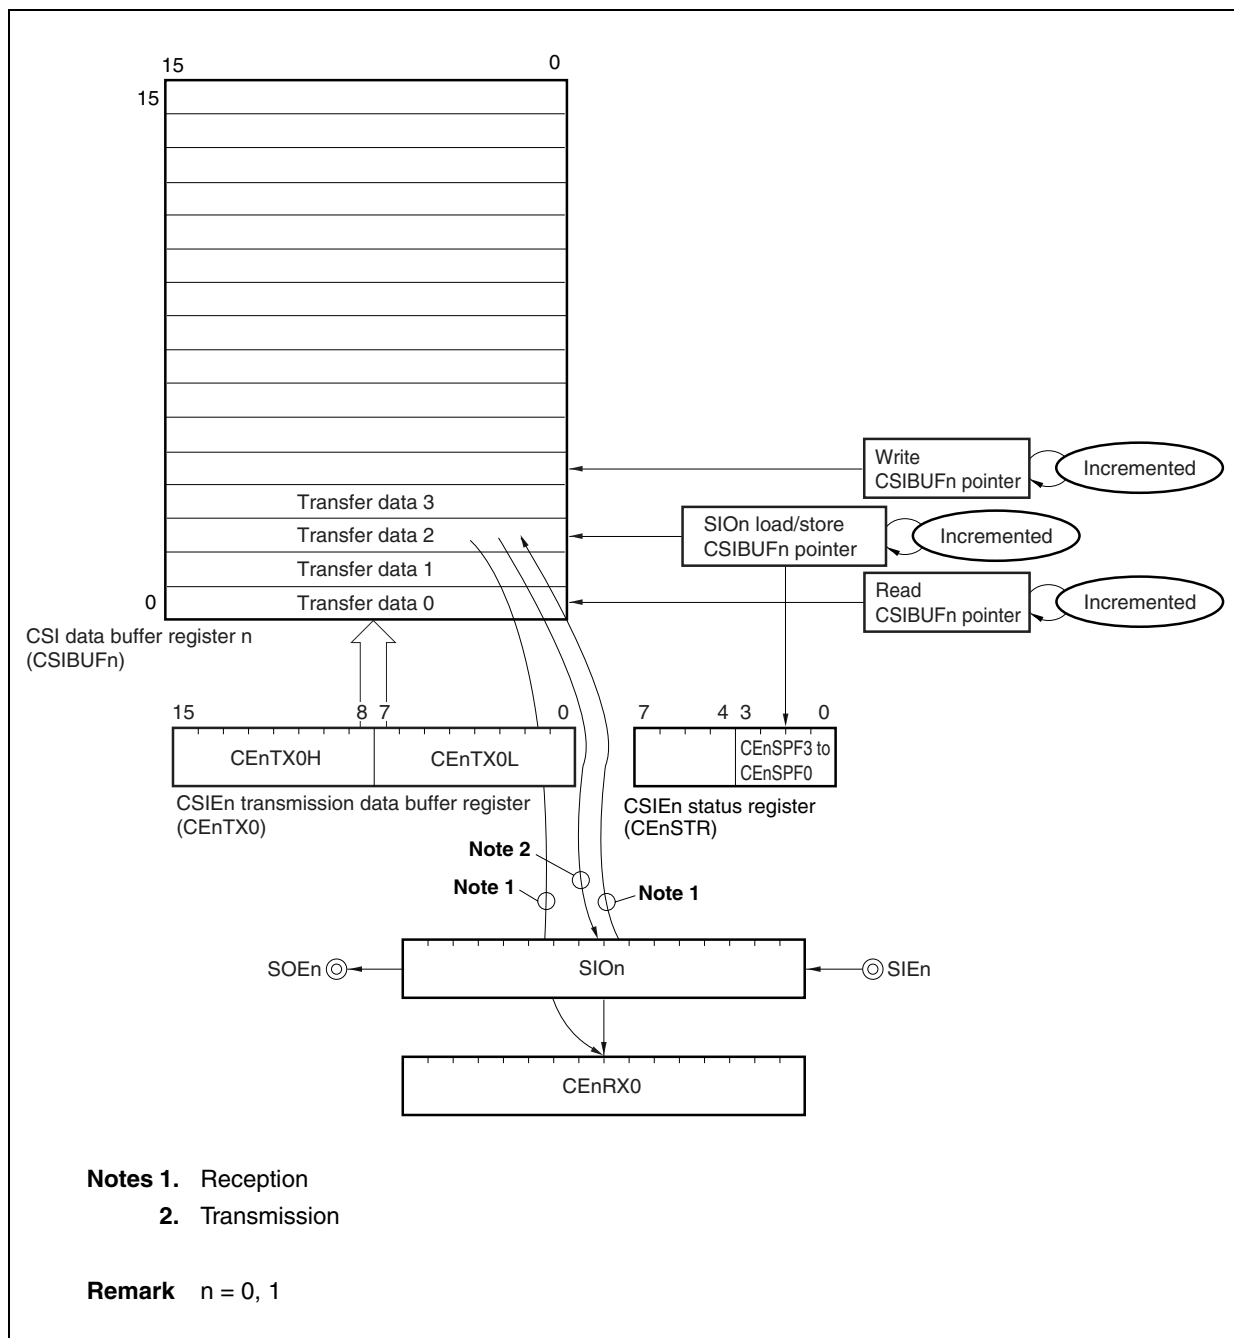 15 0
15
Write
CSIBUFn pointer
Incremented
Transfer data 3
SIOn load/store
CSIBUFn pointer
Incremented
Transfer data 2
Transfer data 1
Read
CSIBUFn pointer
Incremented
0 Transfer data 0
CSI data buffer register n
(CSIBUFn)
15 8 7 0
7 4 3 0
CEnTX0H CEnTX0L
CEnSPF3 to
CEnSPF0
CSIEn transmission data buffer register
(CEnTX0)
CSIEn status register
(CEnSTR)
Note 2
Note 1
Note 1
SOEn SIOn SIEn
CEnRX0
Notes 1. Reception
2. Transmission
Remark n = 0, 1